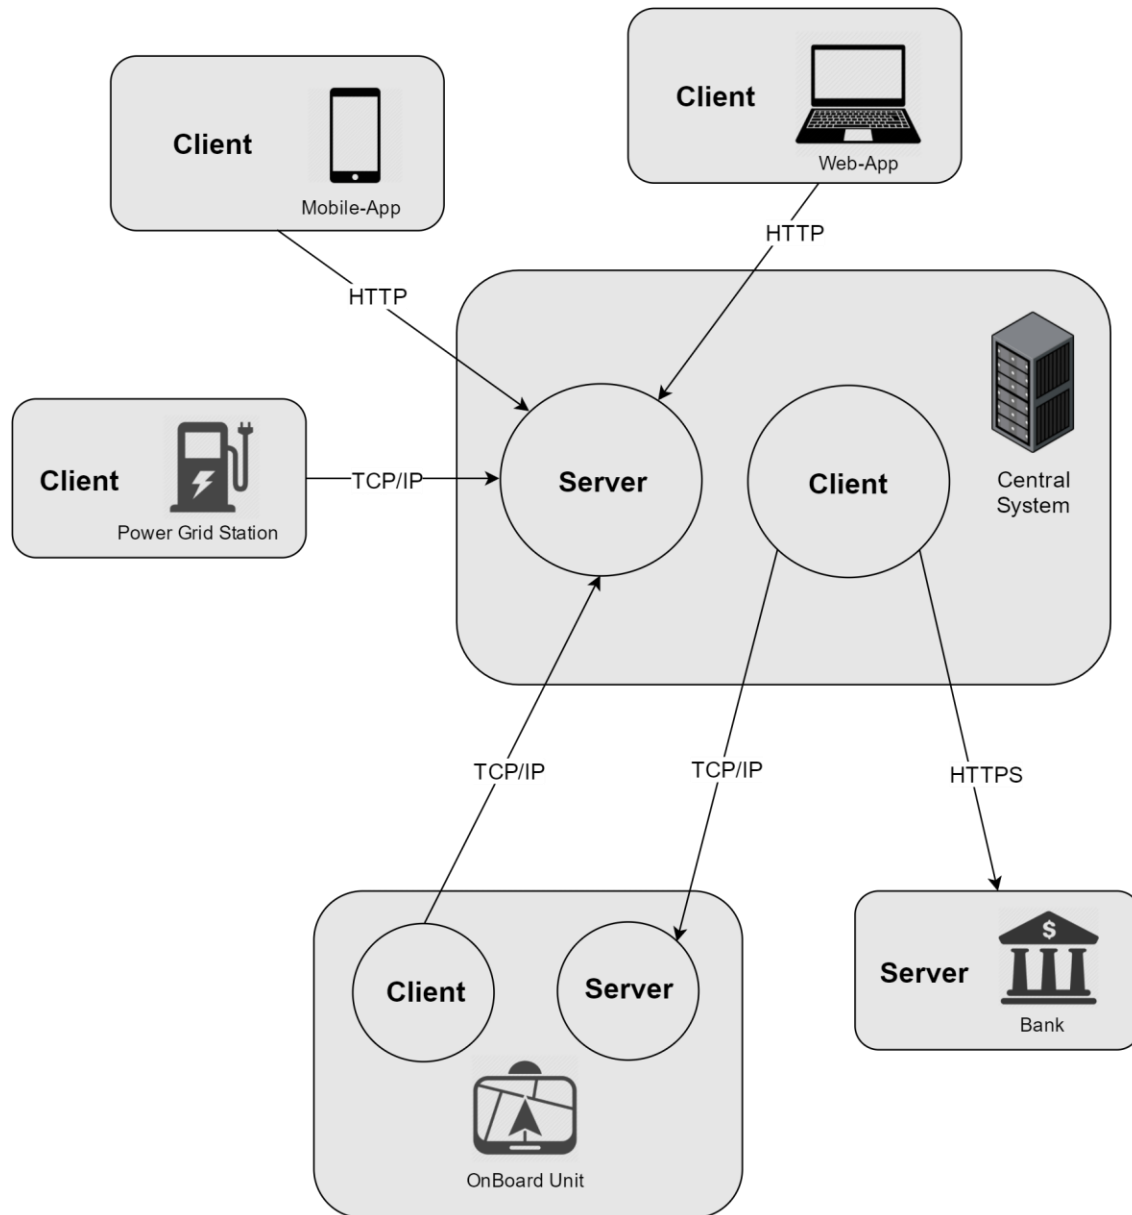 Client
Web-App
Client
Mobile-App
HTTP
HTTP
Client
Power Grid Station
TCP/IP
Server
Client
Central
System
TCP/IP
TCP/IP
HTTPS
Client
Server
OnBoard Unit
Server
$
Bank